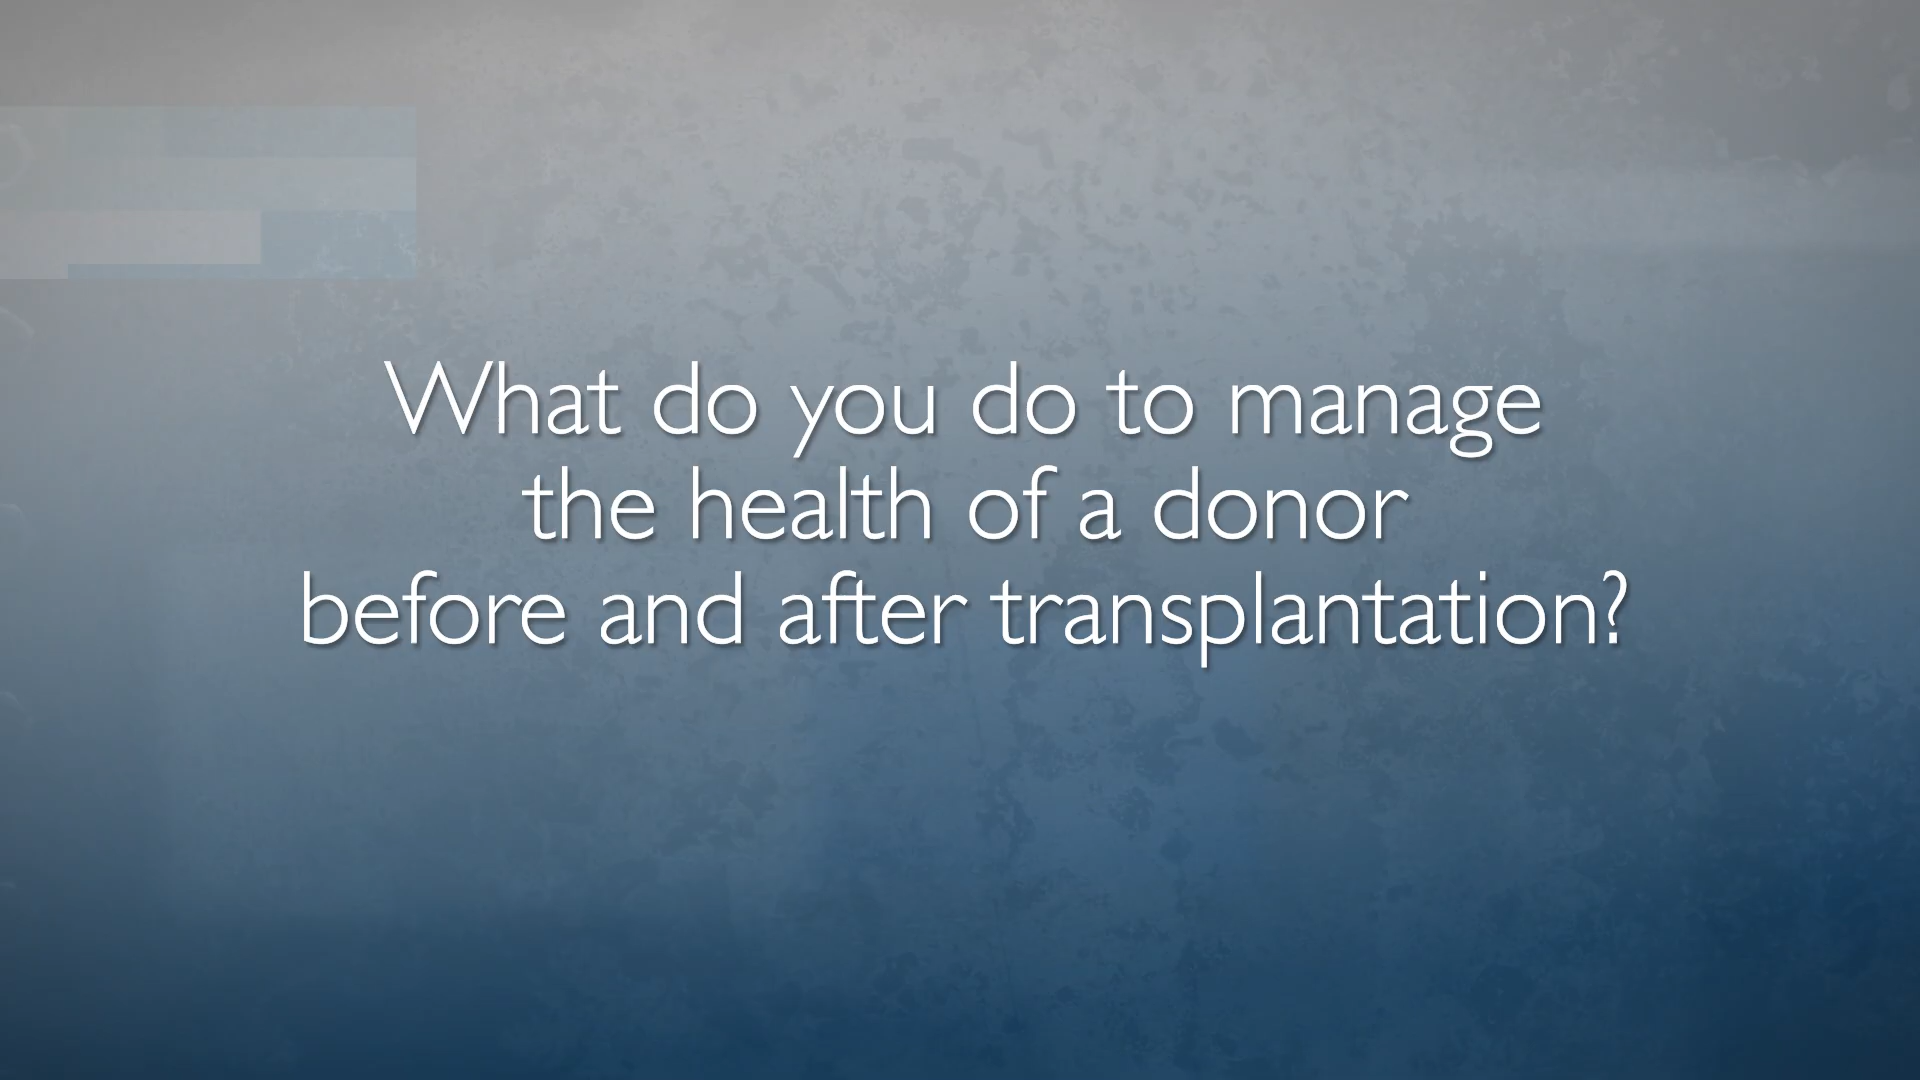 What do you do to manage
the health of a donor
before and after transplantation?